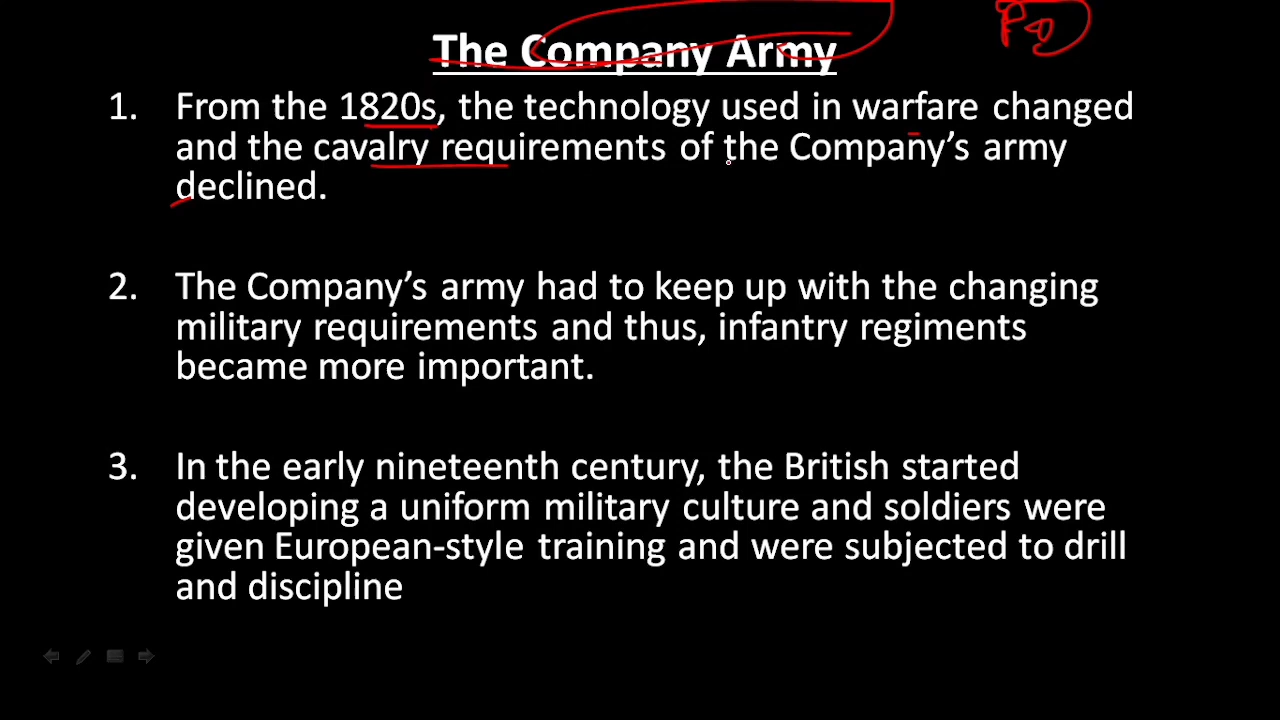 The Company Army
1. From the 1820s, the technology used in warfare changed
and the cavalry requirements of the Company's army
declined.
2. The Company's army had to keep up with the changing
military requirements and thus, infantry regiments
became more important.
3. In the early nineteenth century, the British started
developing a uniform military culture and soldiers were
given European-style training and were subjected to drill
and discipline